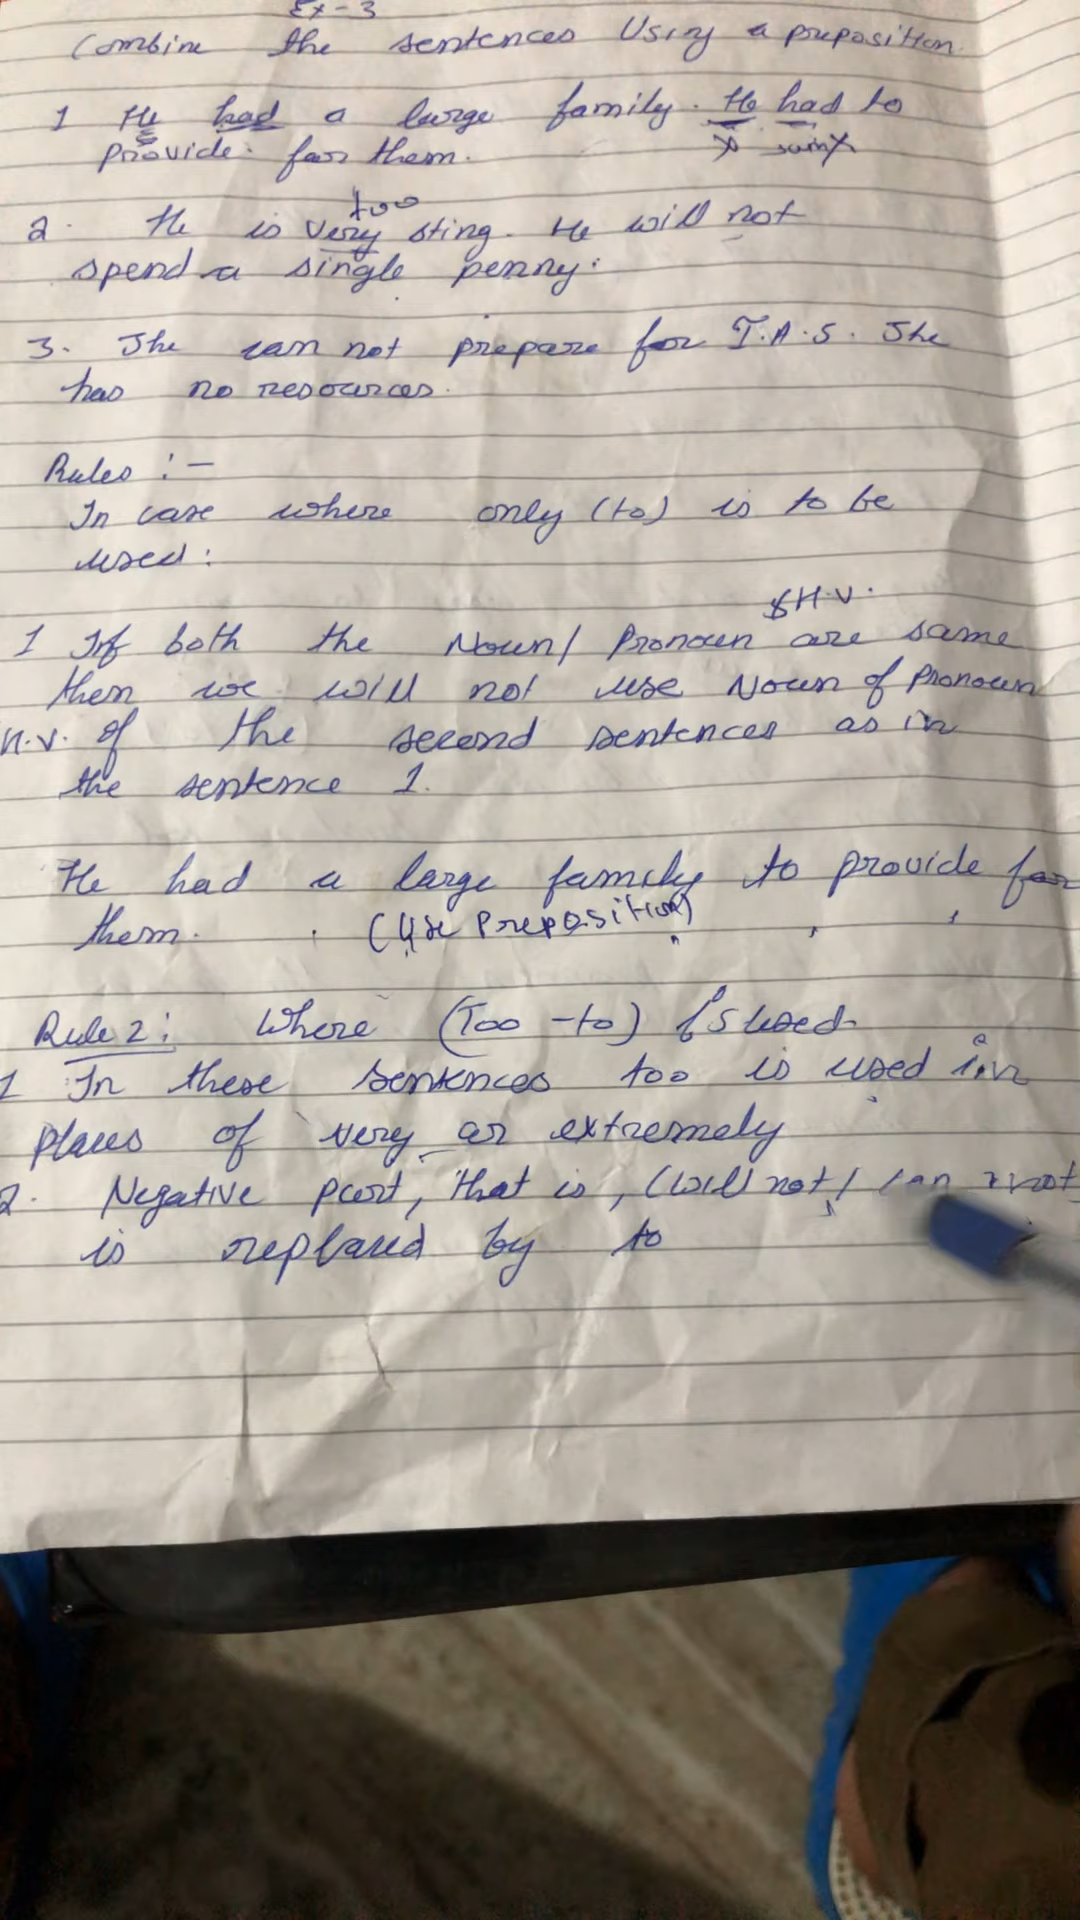 Ex-3
Combine the sentences Using a preposition.
1 He had a large family. He had to
provide for them.
too
2. He is very sting. He will not
spend a single penny.
3. She can not prepare for I.A.S. She
has no resources.
Rules :-
In case where only (to) is to be
used:
H.V.
1 If both the Noun/ Pronoun are same
then we will not use Noun of Pronoun
H.V. of the second sentences as in
the sentence 1.
He had a large family to provide for
them. (Use Preposition)
Rule 2: Where (Too -to) is used
1 In these sentences too is used in
places of very or extremely
2. Negative part, that is, (will not / can not
is replaced by to